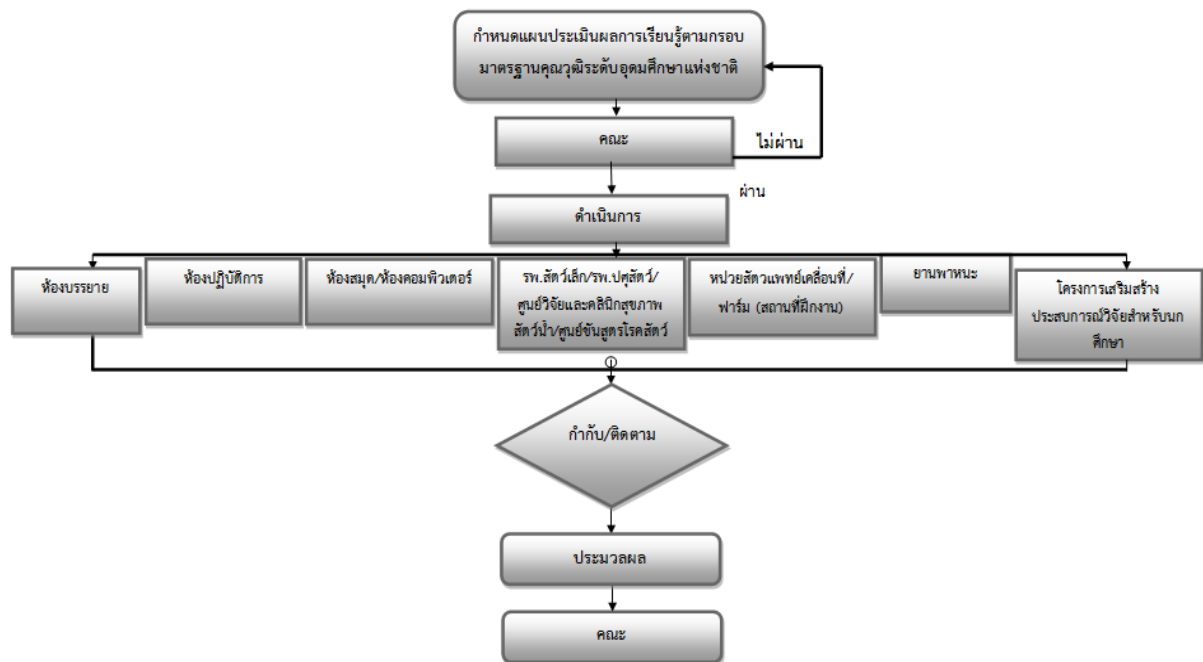 กำหนดแผนประเมินผลการเรียนรู้ตามกรอบ
มาตรฐานคุณวุฒิระดับอุดมศึกษาแห่งชาติ
คณะ
ไม่ผ่าน
ผ่าน
ดำเนินการ
ห้องบรรยาย
ห้องปฏิบัติการ
ห้องสมุด/ห้องคอมพิวเตอร์
รพ.สัตว์เล็ก/รพ.ปศุสัตว์/
ศูนย์วิจัยและคลินิกสุขภาพ
สัตว์น้ำ/ศูนย์ชันสูตรโรคสัตว์
หน่วยสัตวแพทย์เคลื่อนที่/
ฟาร์ม (สถานที่ฝึกงาน)
ยานพาหนะ
โครงการเสริมสร้าง
ประสบการณ์วิจัยสำหรับนก
ศึกษา
กำกับ/ติดตาม
ประมวลผล
คณะ